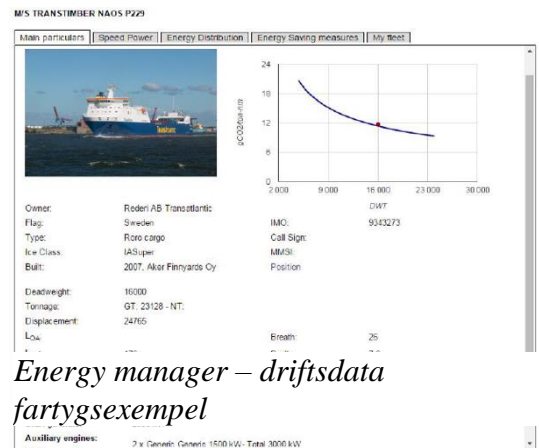 M/S TRANSTIMBER NAOS P229
Main particulars Speed Power Energy Distribution Energy Saving measures My fleet
24
18
12
6
0
2 000 9 000 16 000 23 000 30 000
DWT
Owner: Rederi AB Transatlantic
Flag: Sweden IMO: 9343273
Type: Roro cargo Call Sign:
Ice Class: IASuper MMSI:
Built: 2007, Aker Finnyards Oy Position
Deadweight: 16000
Tonnage: GT: 23128 - NT:
Displacement: 24765
LOA: Breath: 26
Energy manager – driftsdata
fartygsexempel
Auxiliary engines: 2 x Generic Generic 1500 kW- Total 3000 kW